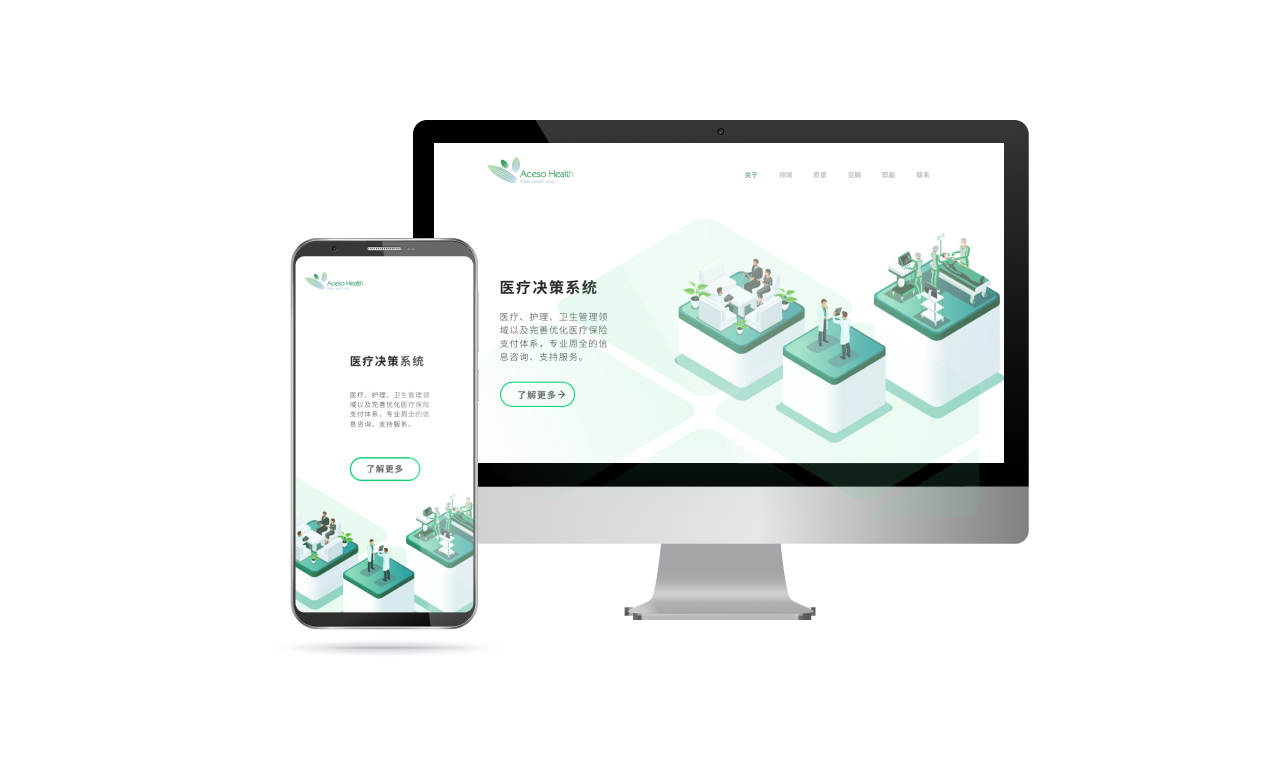 Aceso Health
关于 领域 愿景 见解 职能 联系
医疗决策系统
医疗、护理、卫生管理领
域以及完善优化医疗保险
支付体系，专业周全的信
息咨询、支持服务。
了解更多
Aceso Health
医疗决策系统
医疗、护理、卫生管理领
域以及完善优化医疗保险
支付体系，专业周全的信
息咨询、支持服务。
了解更多